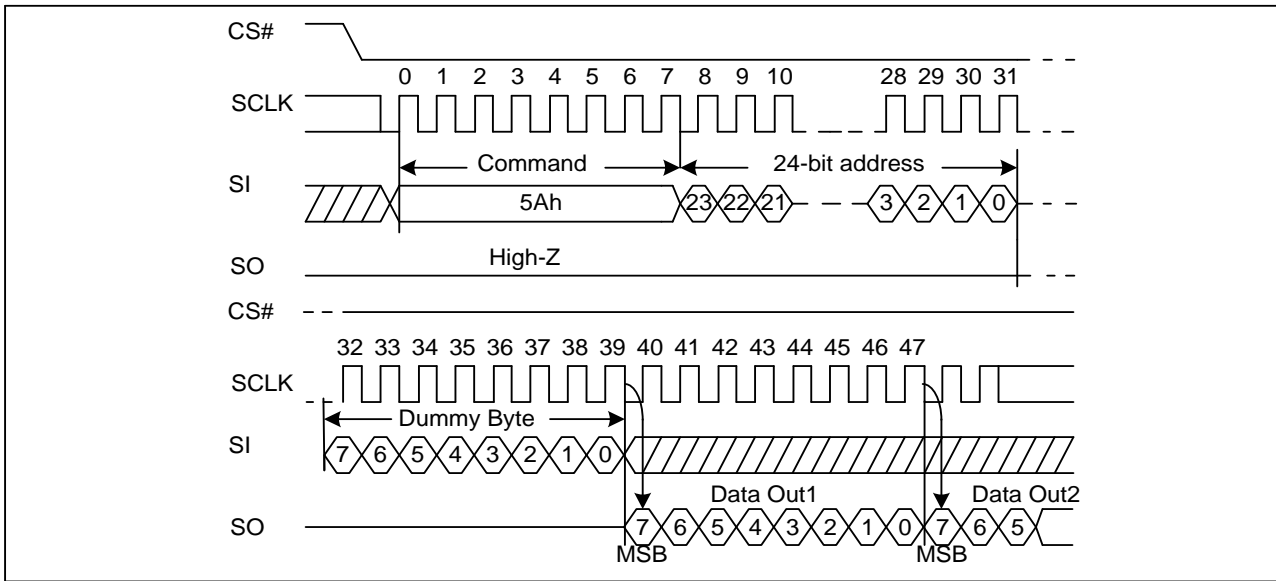 CS#
0 1 2 3 4 5 6 7 8 9 10 28 29 30 31
SCLK
Command 24-bit address
SI
5Ah 23 22 21 3 2 1 0
High-Z
SO
CS#
32 33 34 35 36 37 38 39 40 41 42 43 44 45 46 47
SCLK
Dummy Byte
SI
7 6 5 4 3 2 1 0
Data Out1 Data Out2
SO
7 6 5 4 3 2 1 0 7 6 5
MSB MSB